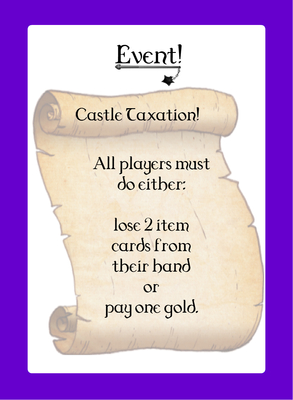 Event!
Castle Taxation!
All players must
do either:
lose 2 item
cards from
their hand
or
pay one gold.